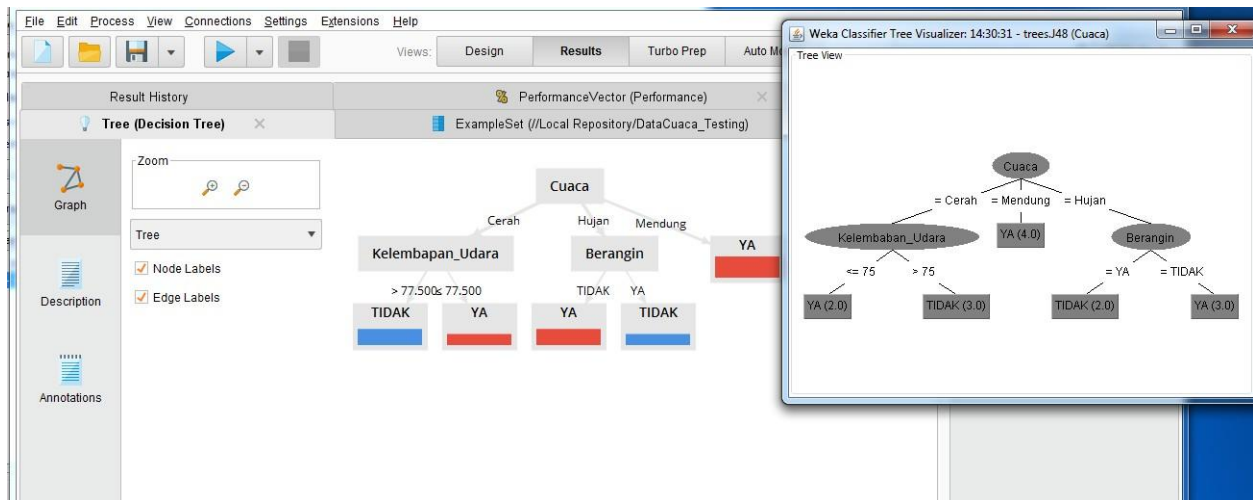 File Edit Process View Connections Settings Extensions Help
Views: Design Results Turbo Prep Auto
Result History
PerformanceVector (Performance)
Tree (Decision Tree)
ExampleSet (//Local Repository/DataCuaca_Testing)
Graph
Description
Annotations
Zoom
Tree
Node Labels
Edge Labels
Cuaca
Cerah Hujan Mendung
Kelembapan_Udara Berangin YA
> 77.500 ≤ 77.500 TIDAK YA
TIDAK YA YA TIDAK
Weka Classifier Tree Visualizer: 14:30:31 - trees.J48 (Cuaca)
Tree View
Cuaca
= Cerah = Mendung = Hujan
Kelembaban_Udara YA (4.0) Berangin
<= 75 > 75 = YA = TIDAK
YA (2.0) TIDAK (3.0) TIDAK (2.0) YA (3.0)